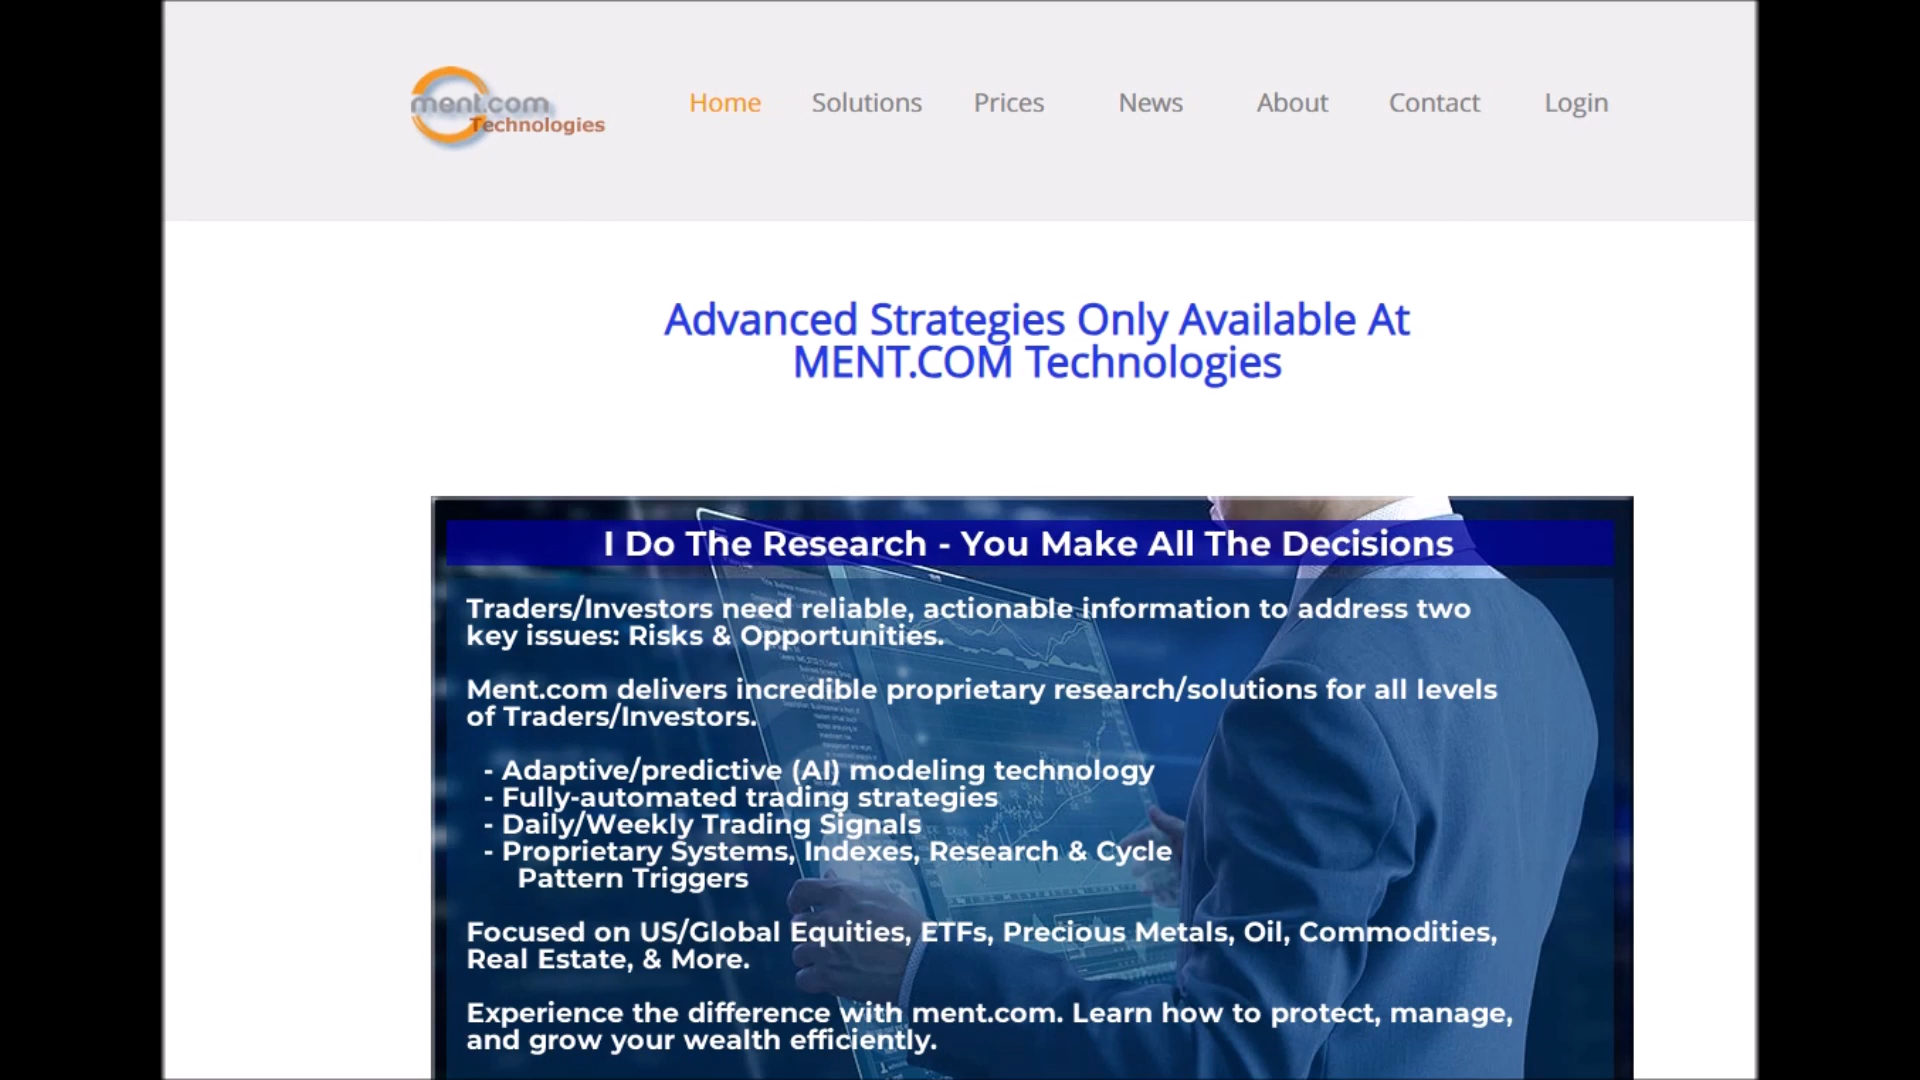 ment.com
Technologies
Home Solutions Prices News About Contact Login
Advanced Strategies Only Available At
MENT.COM Technologies
I Do The Research - You Make All The Decisions
Traders/Investors need reliable, actionable information to address two
key issues: Risks & Opportunities.
Ment.com delivers incredible proprietary research/solutions for all levels
of Traders/Investors.
- Adaptive/predictive (AI) modeling technology
- Fully-automated trading strategies
- Daily/Weekly Trading Signals
- Proprietary Systems, Indexes, Research & Cycle
Pattern Triggers
Focused on US/Global Equities, ETFs, Precious Metals, Oil, Commodities,
Real Estate, & More.
Experience the difference with ment.com. Learn how to protect, manage,
and grow your wealth efficiently.